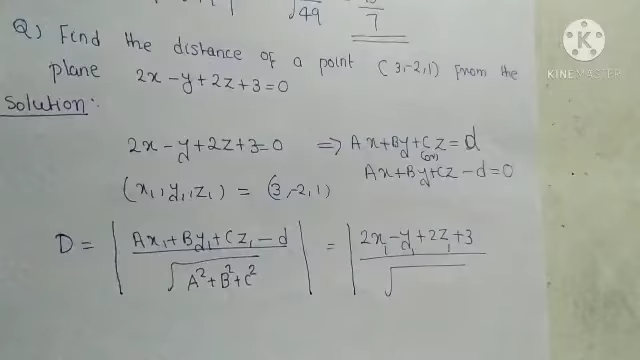 √49 7
Q) Find the distance of a point (3,-2,1) from the
plane 2x-y+2z+3=0
KINEMASTER
Solution:
2x-y+2z+3=0 ⇒ Ax+By+Cz=d
(or)
Ax+By+Cz-d=0
(x₁,y₁,z₁) = (3,-2,1)
D = | Ax₁+By₁+Cz₁-d / √A²+B²+C² | = | 2x₁-y₁+2z₁+3 / √